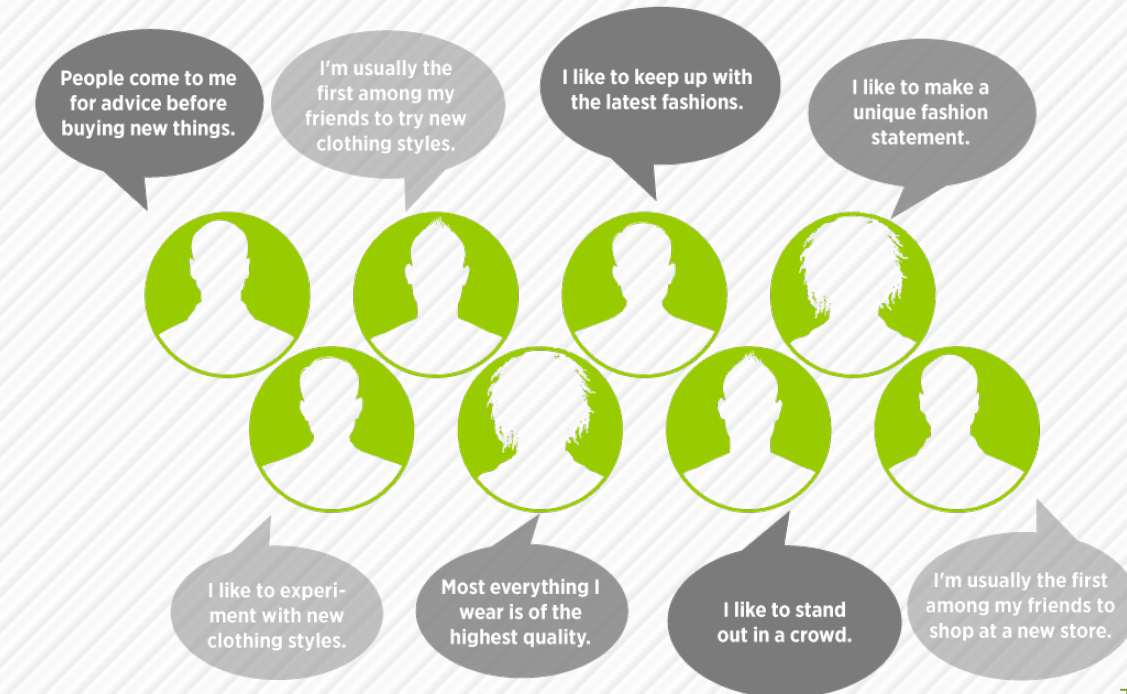 People come to me
for advice before
buying new things.
I'm usually the
first among my
friends to try new
clothing styles.
I like to keep up with
the latest fashions.
I like to make a
unique fashion
statement.
I like to experi-
ment with new
clothing styles.
Most everything I
wear is of the
highest quality.
I like to stand
out in a crowd.
I'm usually the first
among my friends to
shop at a new store.